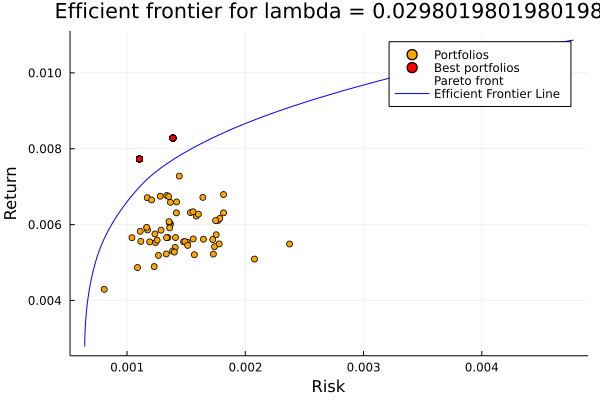 Efficient frontier for lambda = 0.0298019801980198
Portfolios
Best portfolios
Pareto front
Efficient Frontier Line
Return
0.010
0.008
0.006
0.004
0.001
0.002
0.003
0.004
Risk